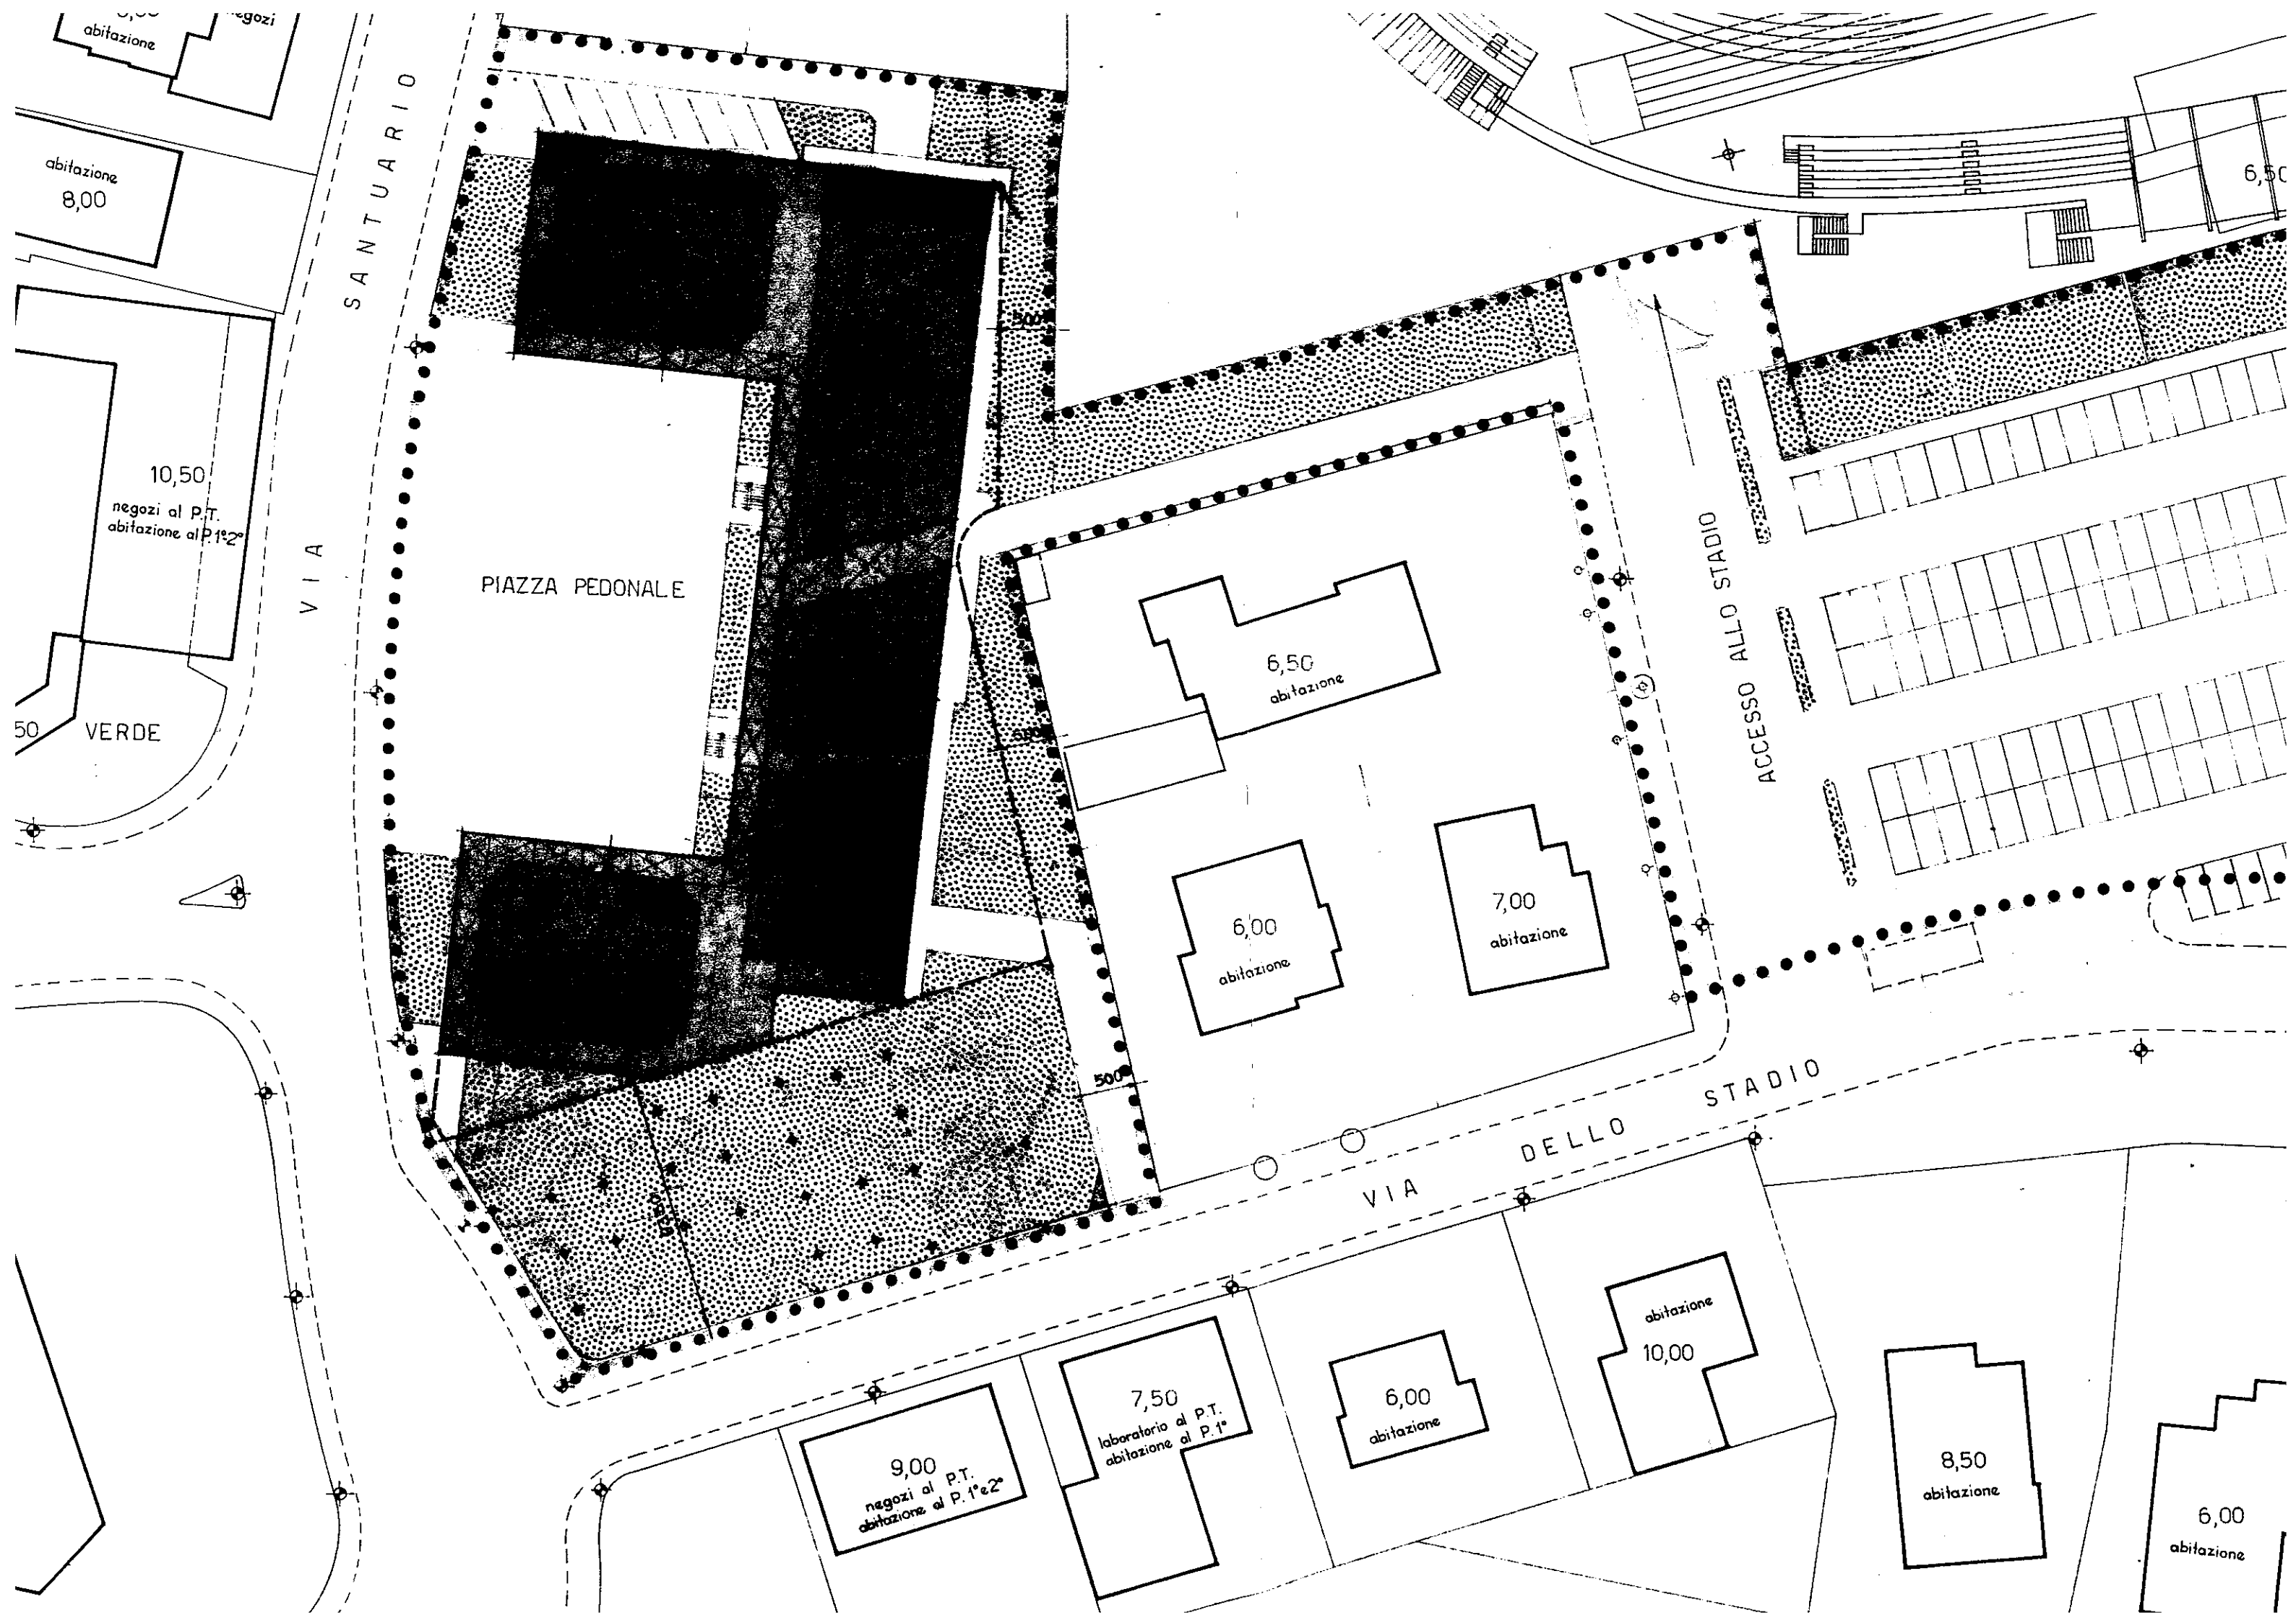 abitazione
negozi
abitazione
8,00
6,50
VIA SANTUARIO
500
10,50
negozi al P.T.
abitazione al P.1°2°
PIAZZA PEDONALE
ACCESSO ALLO STADIO
6,50
abitazione
50
VERDE
7,00
abitazione
6,00
abitazione
500
VIA DELLO STADIO
abitazione
10,00
7,50
laboratorio al P.T.
abitazione al P.1°
6,00
abitazione
9,00
negozi al P.T.
abitazione al P.1°e2°
8,50
abitazione
6,00
abitazione